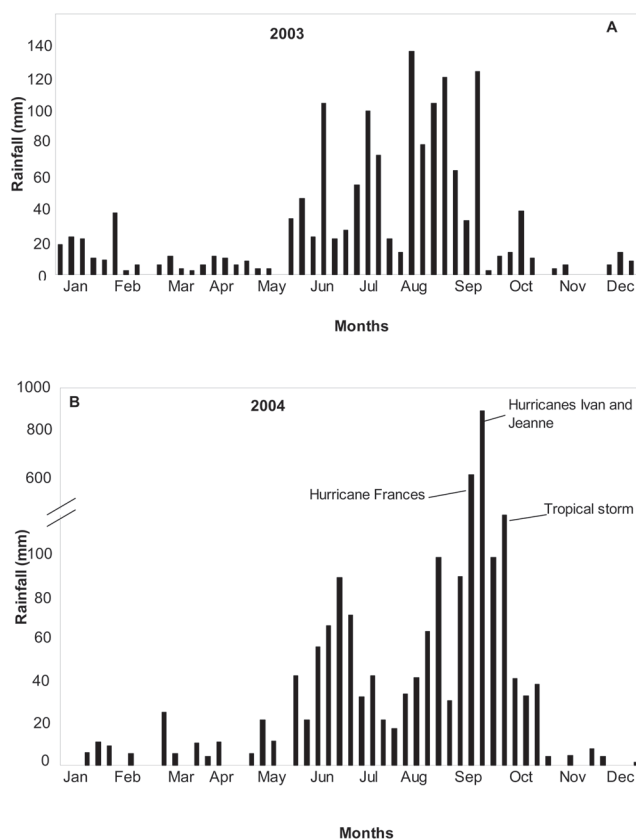 2003
A
Rainfall (mm)
140
120
100
80
60
40
20
0
Jan Feb Mar Apr May Jun Jul Aug Sep Oct Nov Dec
Months
B
2004
Rainfall (mm)
1000
800
600
100
80
60
40
20
0
Hurricanes Ivan and
Jeanne
Hurricane Frances
Tropical storm
Jan Feb Mar Apr May Jun Jul Aug Sep Oct Nov Dec
Months